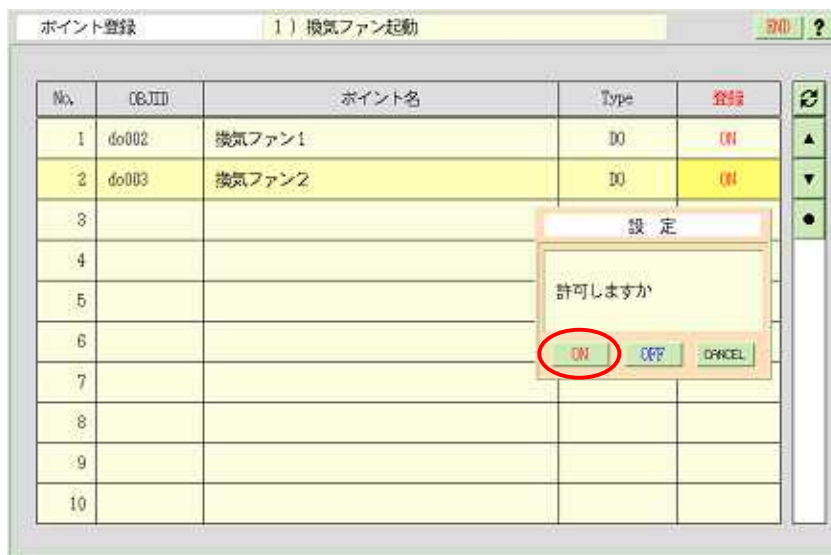 ポイント登録 1) 換気ファン起動 END ?
No. OBJID ポイント名 Type 登録
1 do002 換気ファン1 DO ON
2 do003 換気ファン2 DO ON
3
設 定
4
許可しますか
5
6
ON OFF CANCEL
7
8
9
10